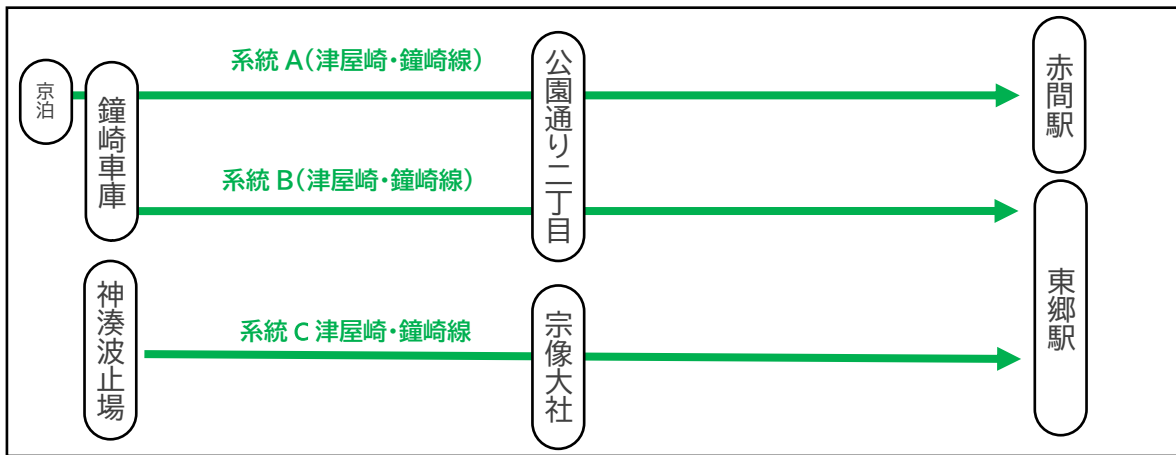 系統 A(津屋崎・鐘崎線)
京泊
鐘崎車庫
公園通り二丁目
赤間駅
系統 B(津屋崎・鐘崎線)
神湊波止場
系統 C 津屋崎・鐘崎線
宗像大社
東郷駅